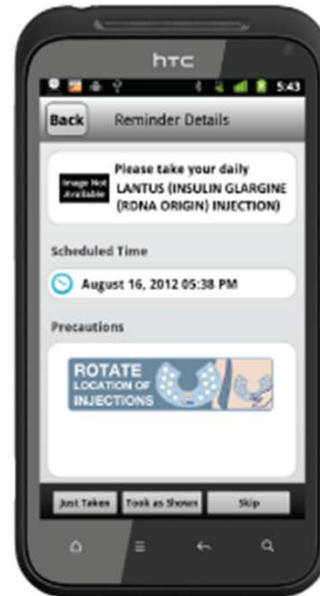 hTC
5:43
Back
Reminder Details
Image Not
Available
Please take your daily
LANTUS (INSULIN GLARGINE
(RDNA ORIGIN) INJECTION)
Scheduled Time
August 16, 2012 05:38 PM
Precautions
ROTATE
LOCATION OF
INJECTIONS
Just Taken
Took as Shown
Skip